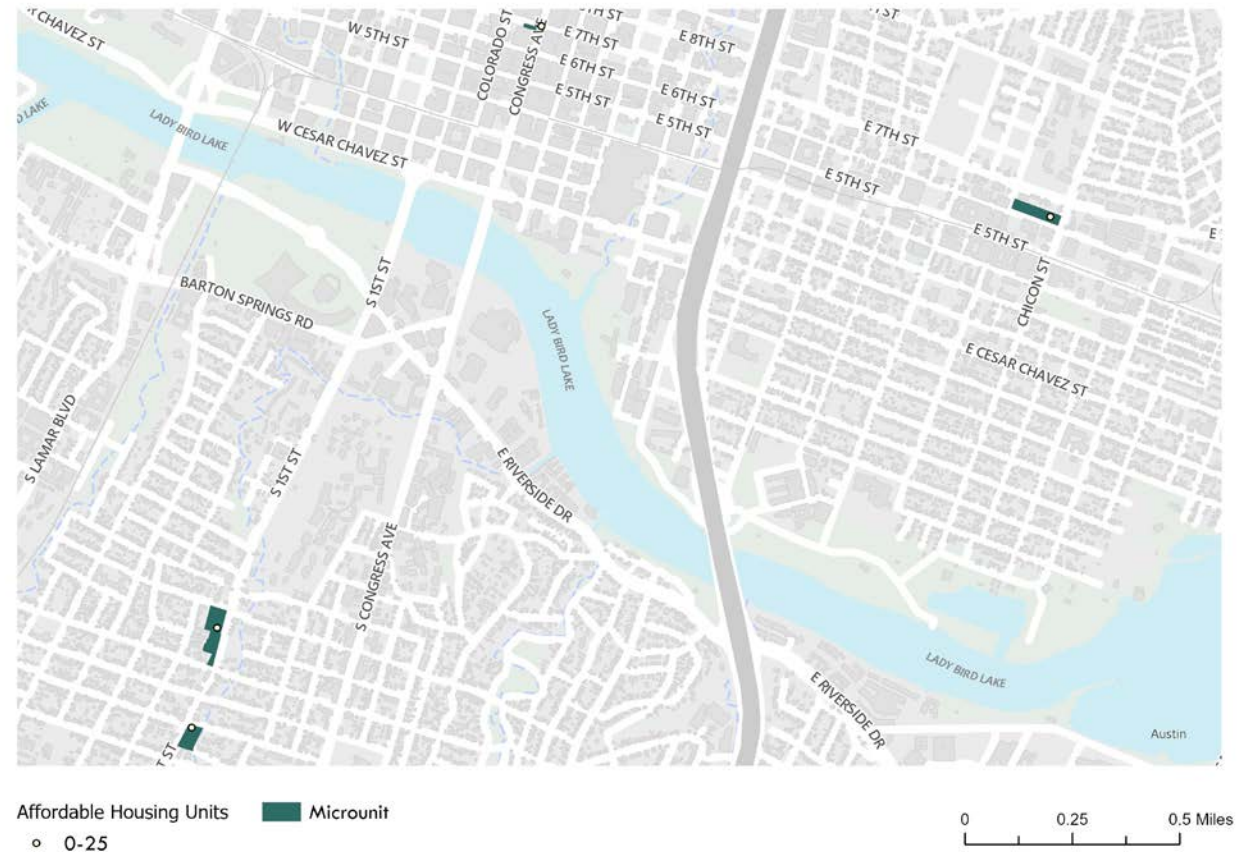 R CHAVEZ ST
W 5TH ST
COLORADO ST
CONGRESS AVE
E 7TH ST
E 8TH ST
E 6TH ST
E 5TH ST
E 6TH ST
E 5TH ST
LAKE
LADY BIRD LAKE
W CESAR CHAVEZ ST
E 7TH ST
E 5TH ST
E 5TH ST
E
CHICON ST
S 1ST ST
BARTON SPRINGS RD
LADY BIRD LAKE
E CESAR CHAVEZ ST
S LAMAR BLVD
S 1ST ST
E RIVERSIDE DR
S CONGRESS AVE
LADY BIRD LAKE
E RIVERSIDE DR
Austin
T ST
Affordable Housing Units
Microunit
0-25
0 0.25 0.5 Miles